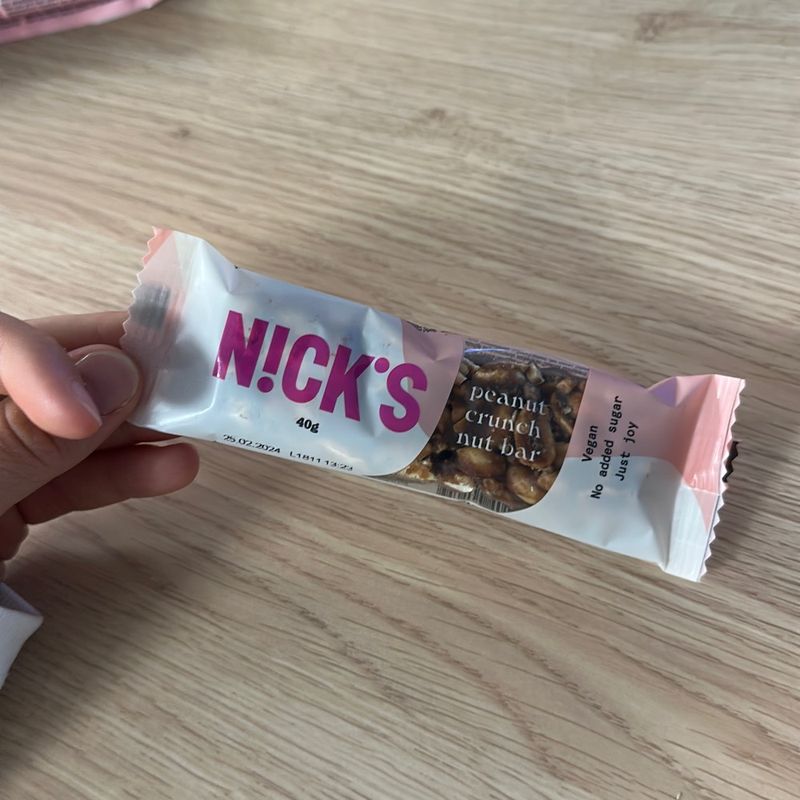 N!CK'S
40g
25.02.2024 L1811 13:23
peanut
crunch
nut bar
Vegan
No added sugar
Just joy